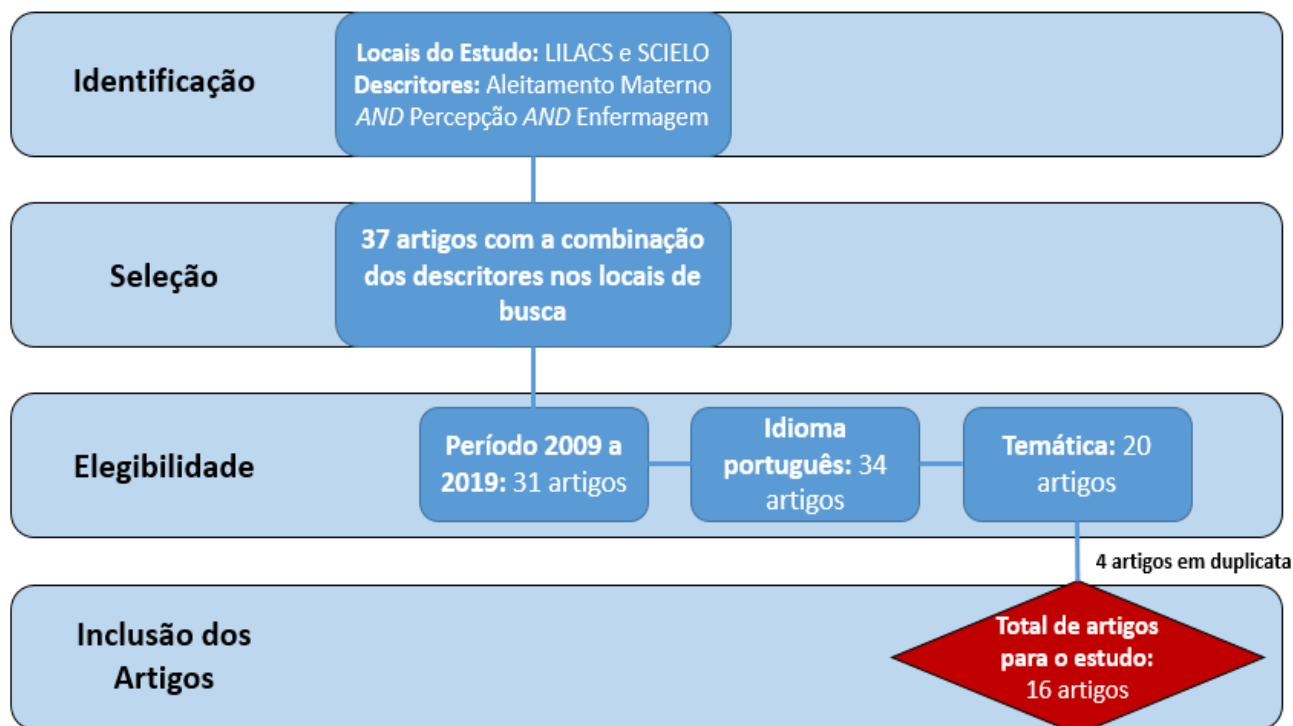 Identificação
Locais do Estudo: LILACS e SCIELO
Descritores: Aleitamento Materno
AND Percepção AND Enfermagem
Seleção
37 artigos com a combinação
dos descritores nos locais de
busca
Elegibilidade
Período 2009 a
2019: 31 artigos
Idioma
português: 34
artigos
Temática: 20
artigos
4 artigos em duplicata
Inclusão dos
Artigos
Total de artigos
para o estudo:
16 artigos